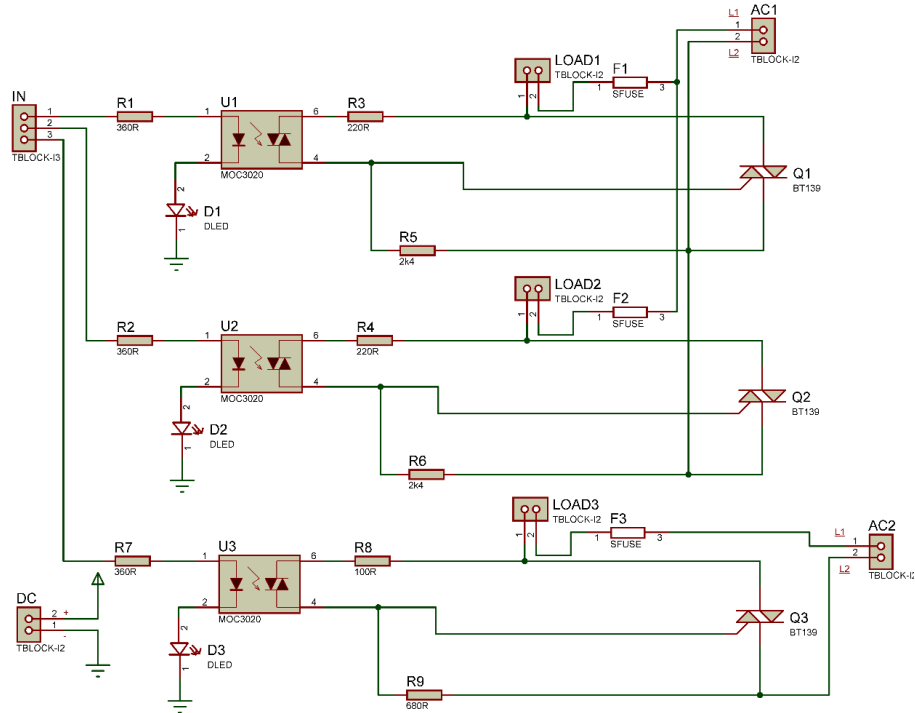 AC1
L1
1
2
L2
TBLOCK-I2
LOAD1
TBLOCK-I2
1
2
F1
1
3
SFUSE
IN
1
2
3
TBLOCK-I3
R1
360R
U1
1
6
2
4
MOC3020
R3
220R
Q1
BT139
2
1
D1
DLED
R5
2k4
LOAD2
TBLOCK-I2
1
2
F2
1
3
SFUSE
R2
360R
U2
1
6
2
4
MOC3020
R4
220R
Q2
BT139
2
1
D2
DLED
R6
2k4
LOAD3
TBLOCK-I2
1
2
F3
1
3
SFUSE
AC2
L1
1
2
L2
TBLOCK-I2
R7
360R
U3
1
6
2
4
MOC3020
R8
100R
Q3
BT139
DC
2 +
1 -
TBLOCK-I2
2
1
D3
DLED
R9
680R